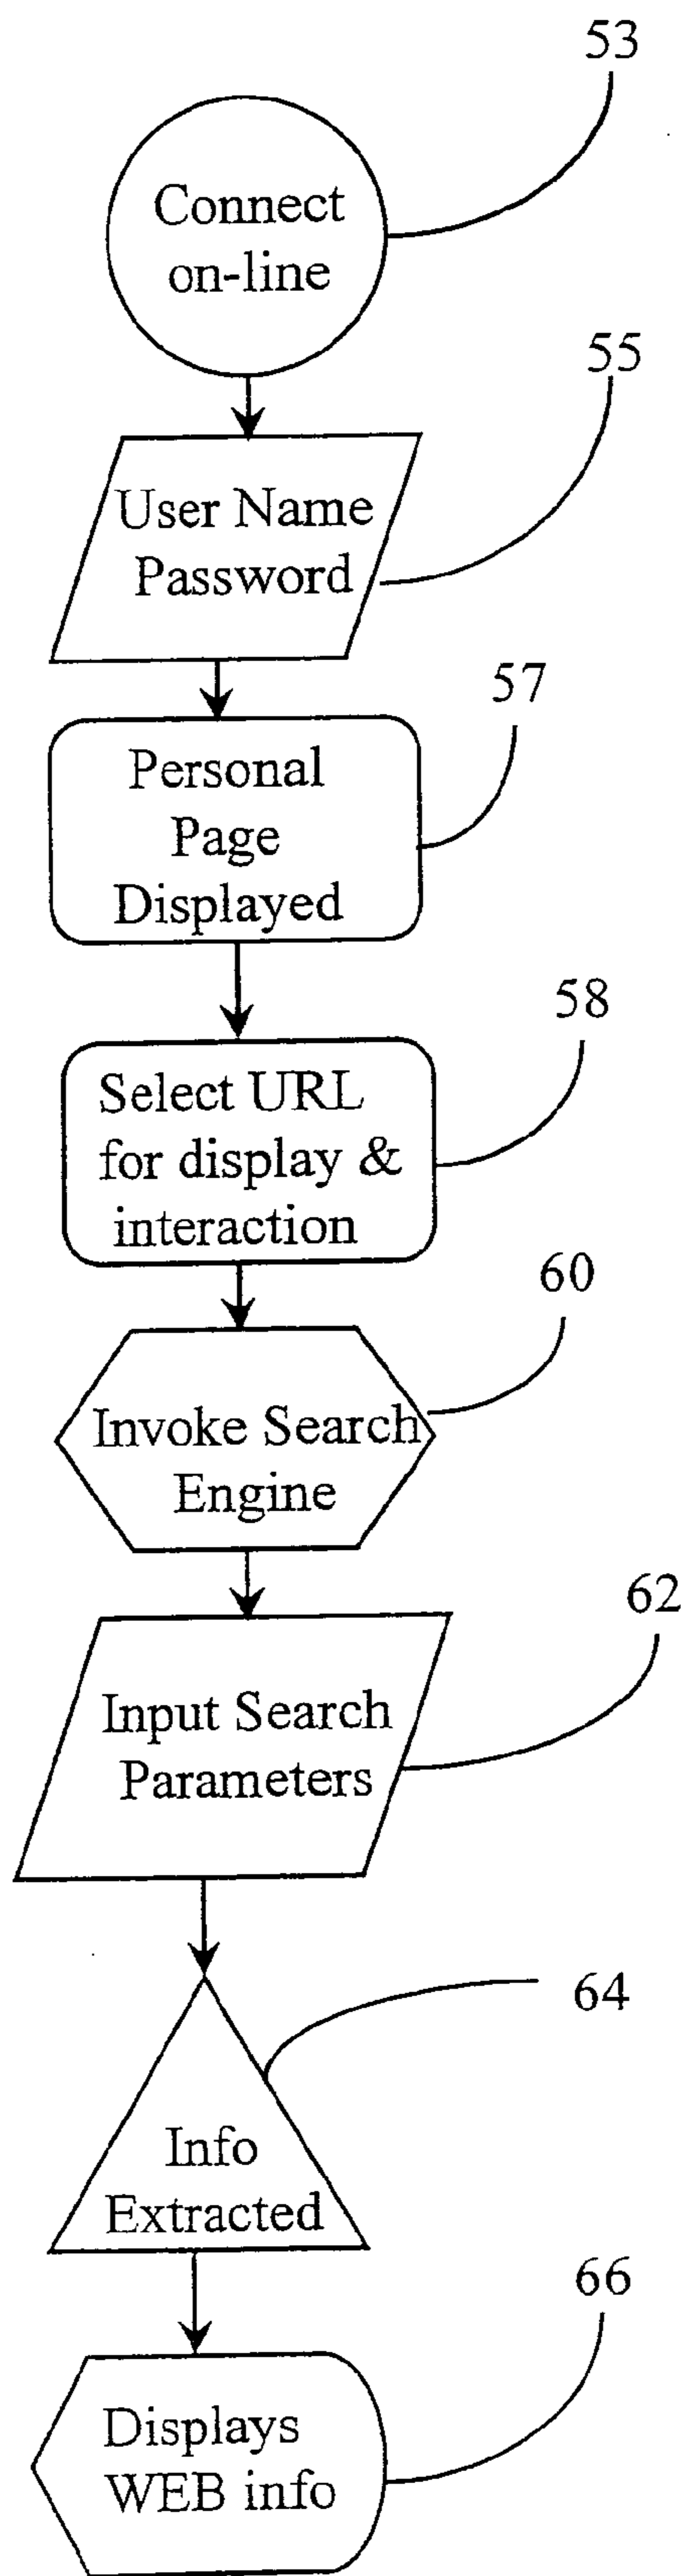 53
Connect
on-line
55
User Name
Password
57
Personal
Page
Displayed
58
Select URL
for display &
interaction
60
Invoke Search
Engine
62
Input Search
Parameters
64
Info
Extracted
66
Displays
WEB info